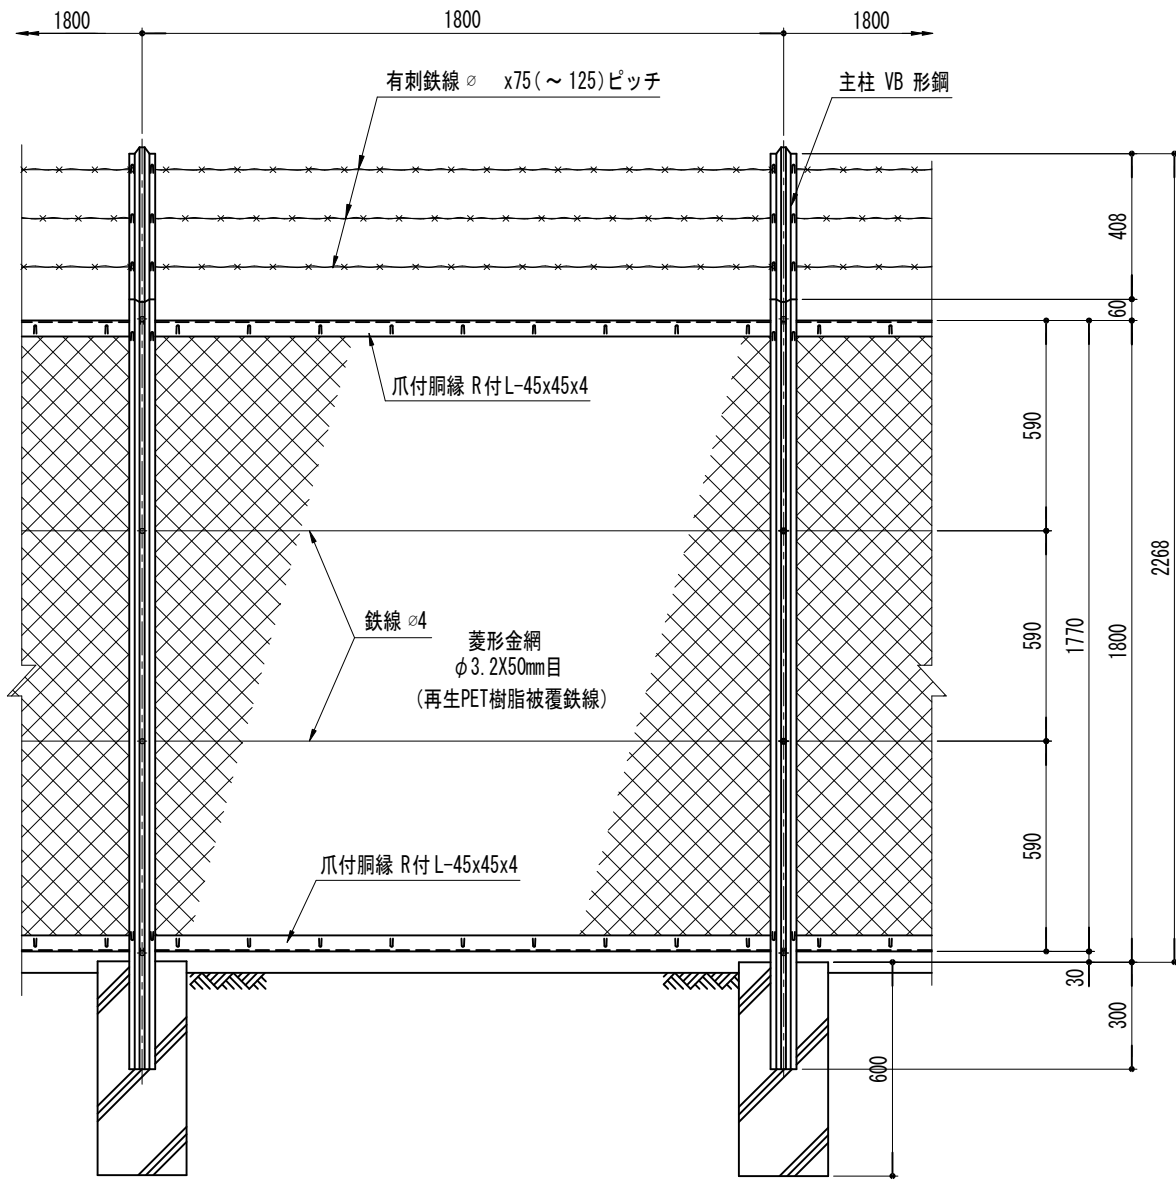 1800
1800
1800
有刺鉄線 ∅ x75(～125)ピッチ
主柱 VB 形鋼
408
60
爪付胴縁 R付L-45x45x4
590
2268
鉄線 ∅4
菱形金網
φ3.2X50mm目
(再生PET樹脂被覆鉄線)
590
1770
1800
590
爪付胴縁 R付L-45x45x4
30
300
600